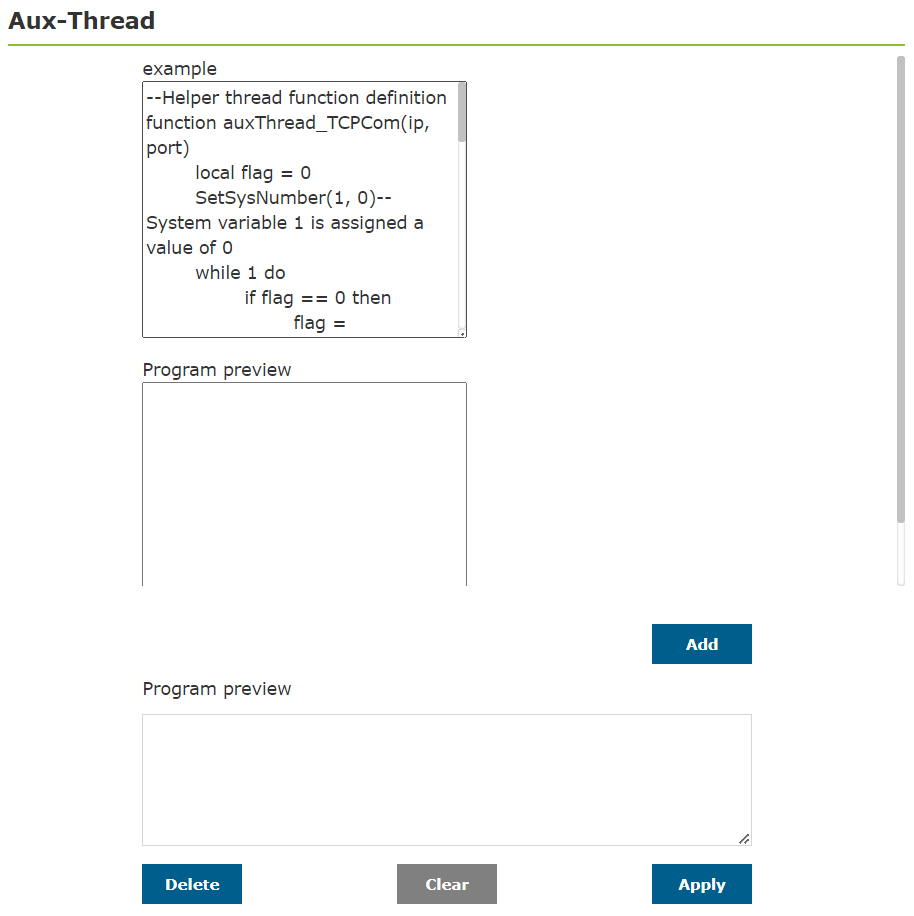 Aux-Thread
example
--Helper thread function definition
function auxThread_TCPCom(ip,
port)
local flag = 0
SetSysNumber(1, 0)--
System variable 1 is assigned a
value of 0
while 1 do
if flag == 0 then
flag =
Program preview
Add
Program preview
Delete
Clear
Apply